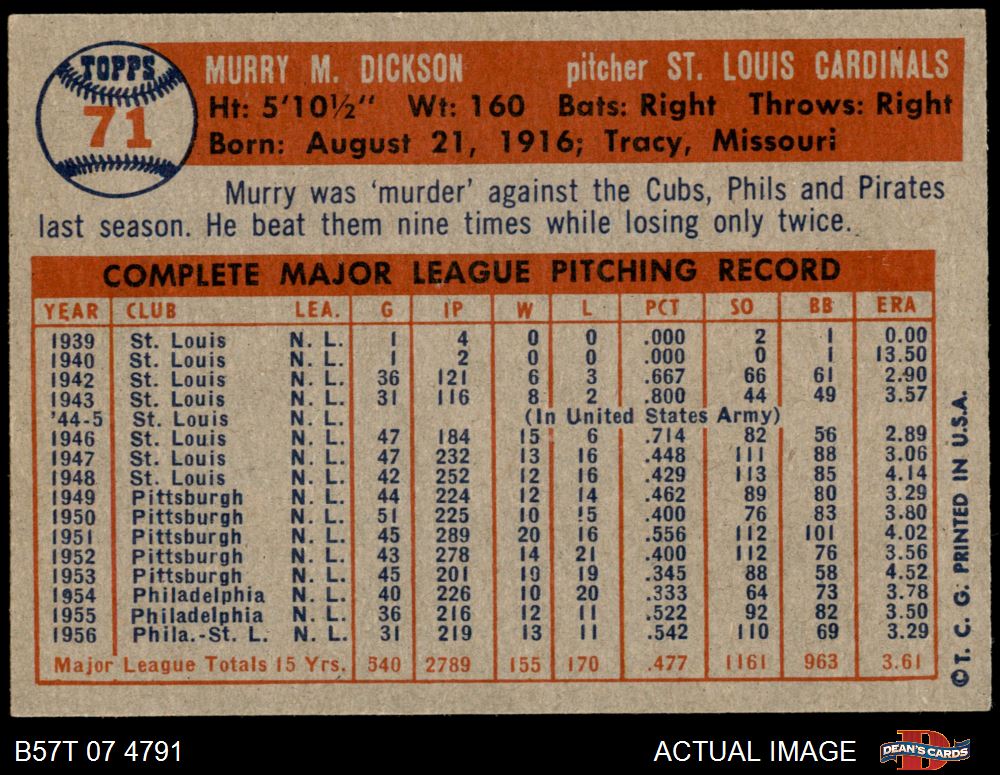 TOPPS
71
MURRY M. DICKSON pitcher ST. LOUIS CARDINALS
Ht: 5'10½" Wt: 160 Bats: Right Throws: Right
Born: August 21, 1916; Tracy, Missouri
Murry was 'murder' against the Cubs, Phils and Pirates
last season. He beat them nine times while losing only twice.
COMPLETE MAJOR LEAGUE PITCHING RECORD
YEAR CLUB LEA. G IP W L PCT SO BB ERA
1939 St. Louis N. L. 1 4 0 0 .000 2 1 0.00
1940 St. Louis N. L. 1 2 0 0 .000 0 1 13.50
1942 St. Louis N. L. 36 121 6 3 .667 66 61 2.90
1943 St. Louis N. L. 31 116 8 2 .800 44 49 3.57
'44-5 St. Louis N. L. (In United States Army)
1946 St. Louis N. L. 47 184 15 6 .714 82 56 2.89
1947 St. Louis N. L. 47 232 13 16 .448 111 88 3.06
1948 St. Louis N. L. 42 252 12 16 .429 113 85 4.14
1949 Pittsburgh N. L. 44 224 12 14 .462 89 80 3.29
1950 Pittsburgh N. L. 51 225 10 15 .400 76 83 3.80
1951 Pittsburgh N. L. 45 289 20 16 .556 112 101 4.02
1952 Pittsburgh N. L. 43 278 14 21 .400 112 76 3.56
1953 Pittsburgh N. L. 45 201 10 19 .345 88 58 4.52
1954 Philadelphia N. L. 40 226 10 20 .333 64 73 3.78
1955 Philadelphia N. L. 36 216 12 11 .522 92 82 3.50
1956 Phila.-St. L. N. L. 31 219 13 11 .542 110 69 3.29
Major League Totals 15 Yrs. 540 2789 155 170 .477 1161 963 3.61
© T. C. G. PRINTED IN U.S.A.
B57T 07 4791 ACTUAL IMAGE DEAN'S CARDS